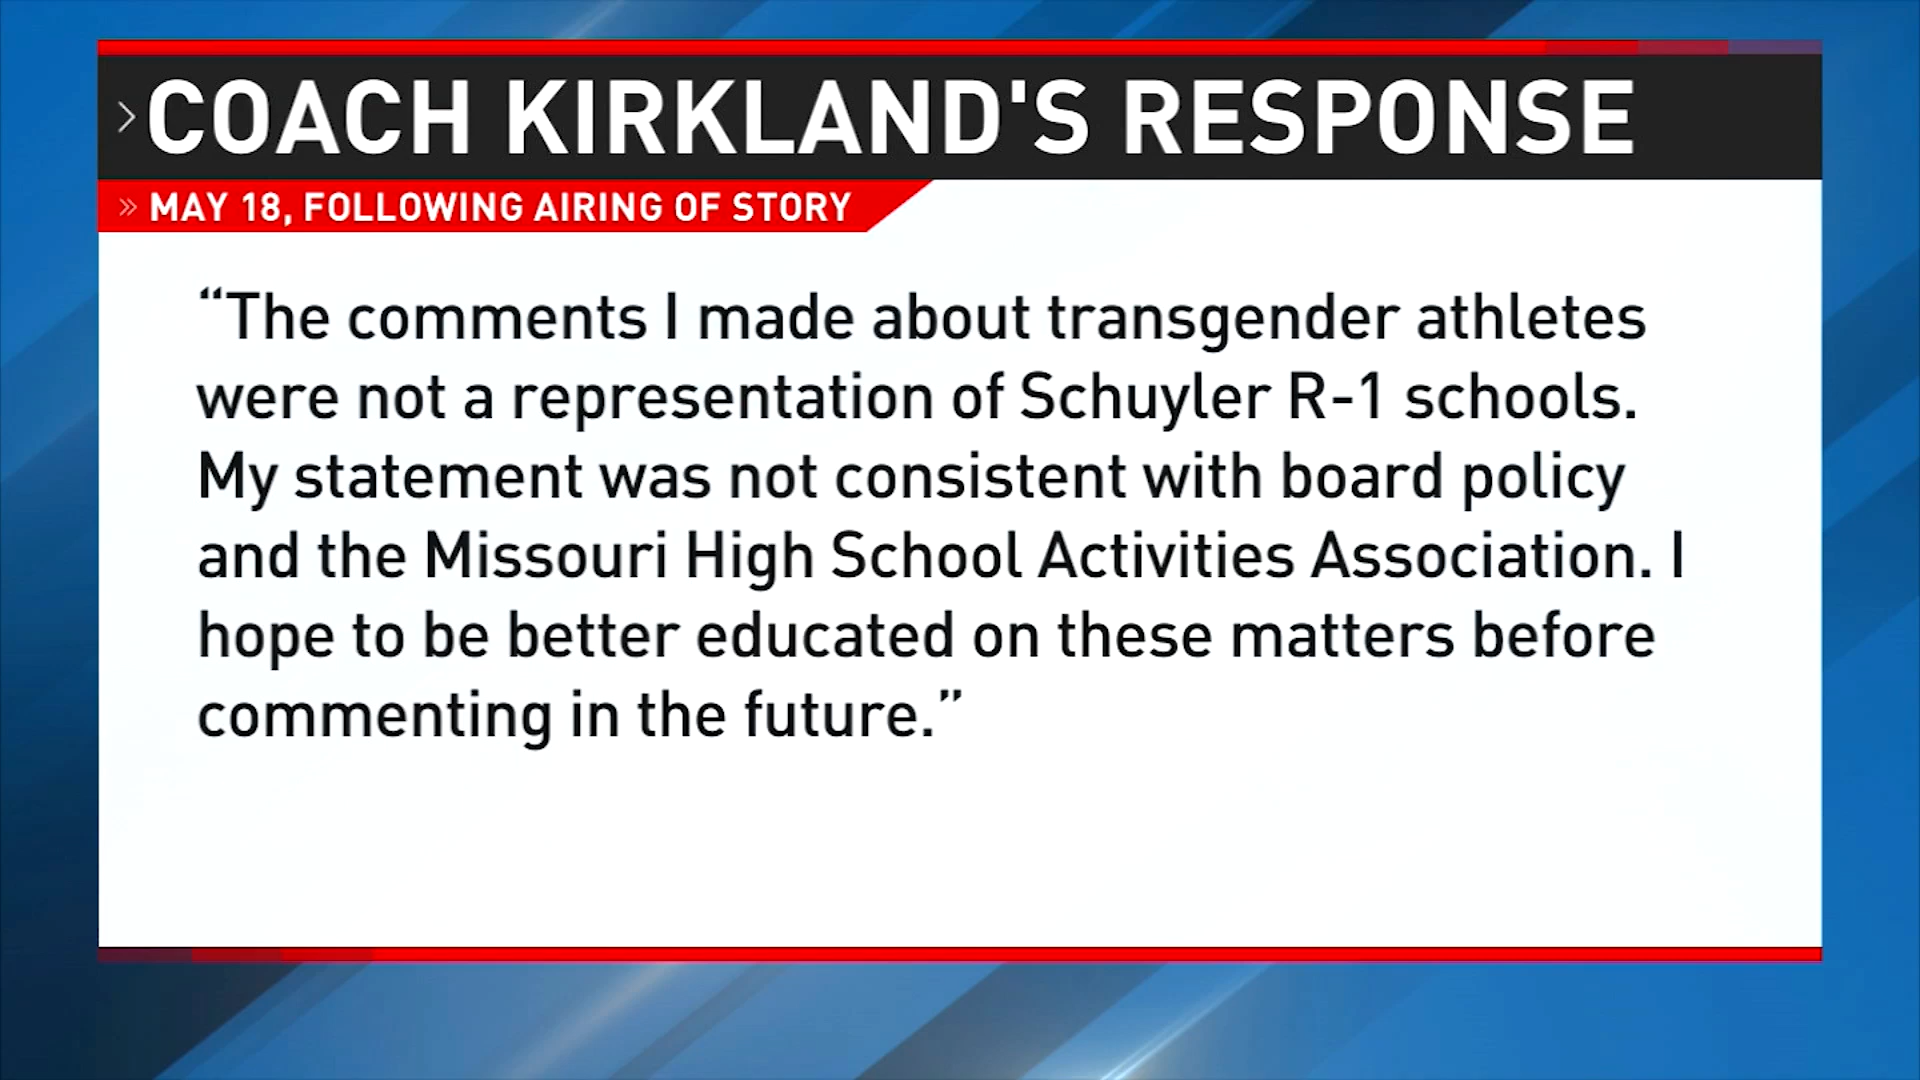 COACH KIRKLAND'S RESPONSE
MAY 18, FOLLOWING AIRING OF STORY
“The comments I made about transgender athletes
were not a representation of Schuyler R-1 schools.
My statement was not consistent with board policy
and the Missouri High School Activities Association. I
hope to be better educated on these matters before
commenting in the future.”